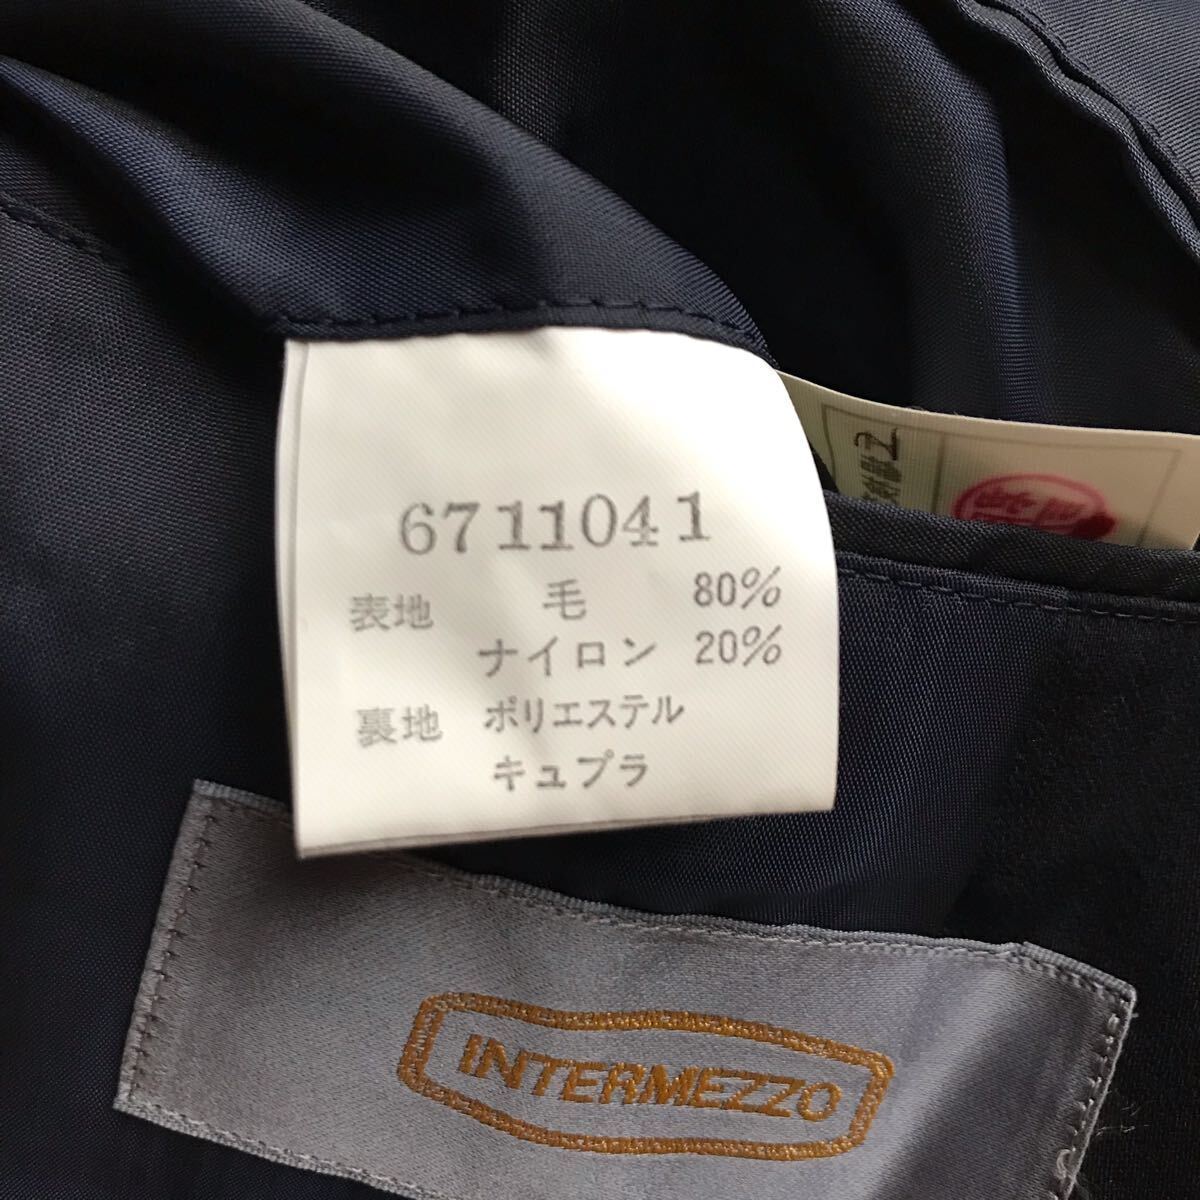 6711041
表地 毛 80%
ナイロン 20%
裏地 ポリエステル
キュプラ
2
INTERMEZZO